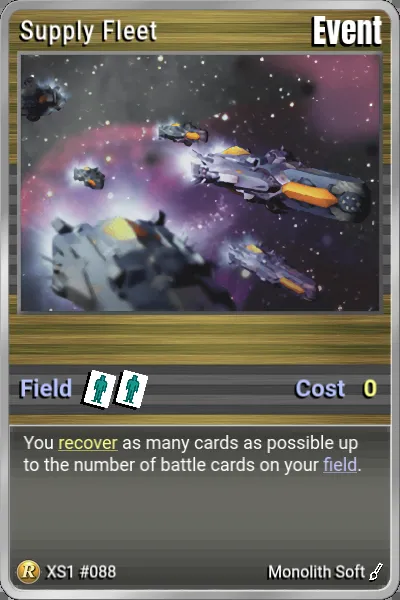 Supply Fleet Event
Field Cost 0
You recover as many cards as possible up
to the number of battle cards on your field.
R XS1 #088 Monolith Soft